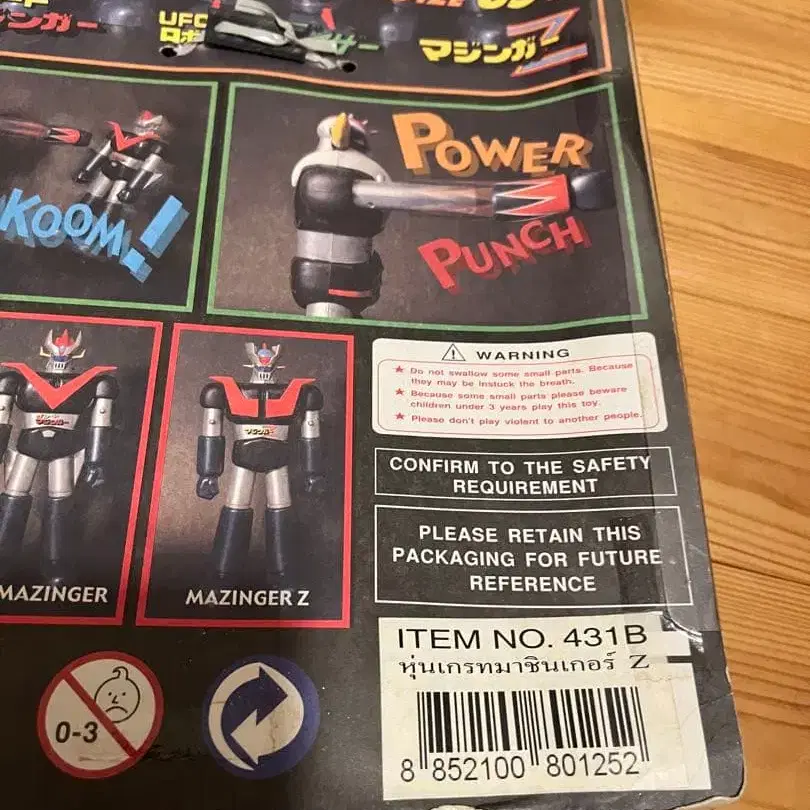 UFO
マジンガーZ
KOOM!
POWER
PUNCH
MAZINGER
マジンガー
MAZINGER Z
WARNING
★ Do not swallow some small parts. Because
they may be instuck the breath.
★ Because some small parts please beware
children under 3 years play this toy.
★ Please don't play violent to another people.
CONFIRM TO THE SAFETY
REQUIREMENT
PLEASE RETAIN THIS
PACKAGING FOR FUTURE
REFERENCE
ITEM NO. 431B
หุ่นเกรทมาชินเกอร์ Z
8 852100 801252
0-3